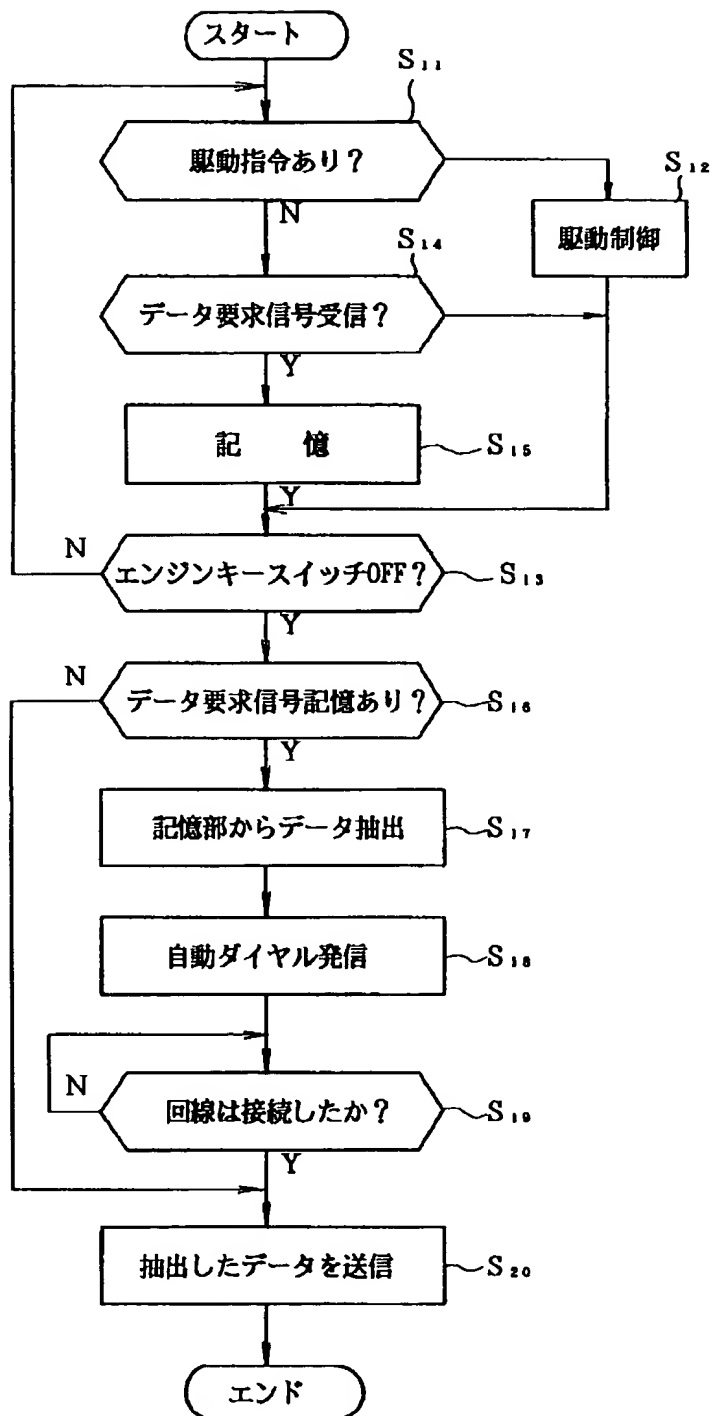 スタート
S₁₁
駆動指令あり？
S₁₂
N
駆動制御
S₁₄
データ要求信号受信？
Y
記 憶
S₁₅
Y
N
エンジンキースイッチOFF？
S₁₃
Y
N
データ要求信号記憶あり？
S₁₆
Y
記憶部からデータ抽出
S₁₇
自動ダイヤル発信
S₁₈
N
回線は接続したか？
S₁₉
Y
抽出したデータを送信
S₂₀
エンド